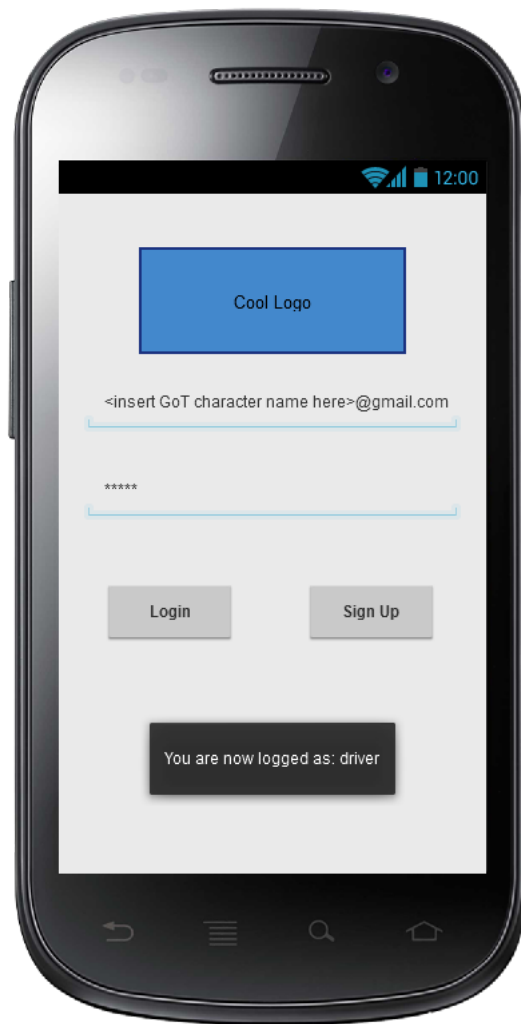 12:00
Cool Logo
<insert GoT character name here>@gmail.com
*****
Login
Sign Up
You are now logged as: driver